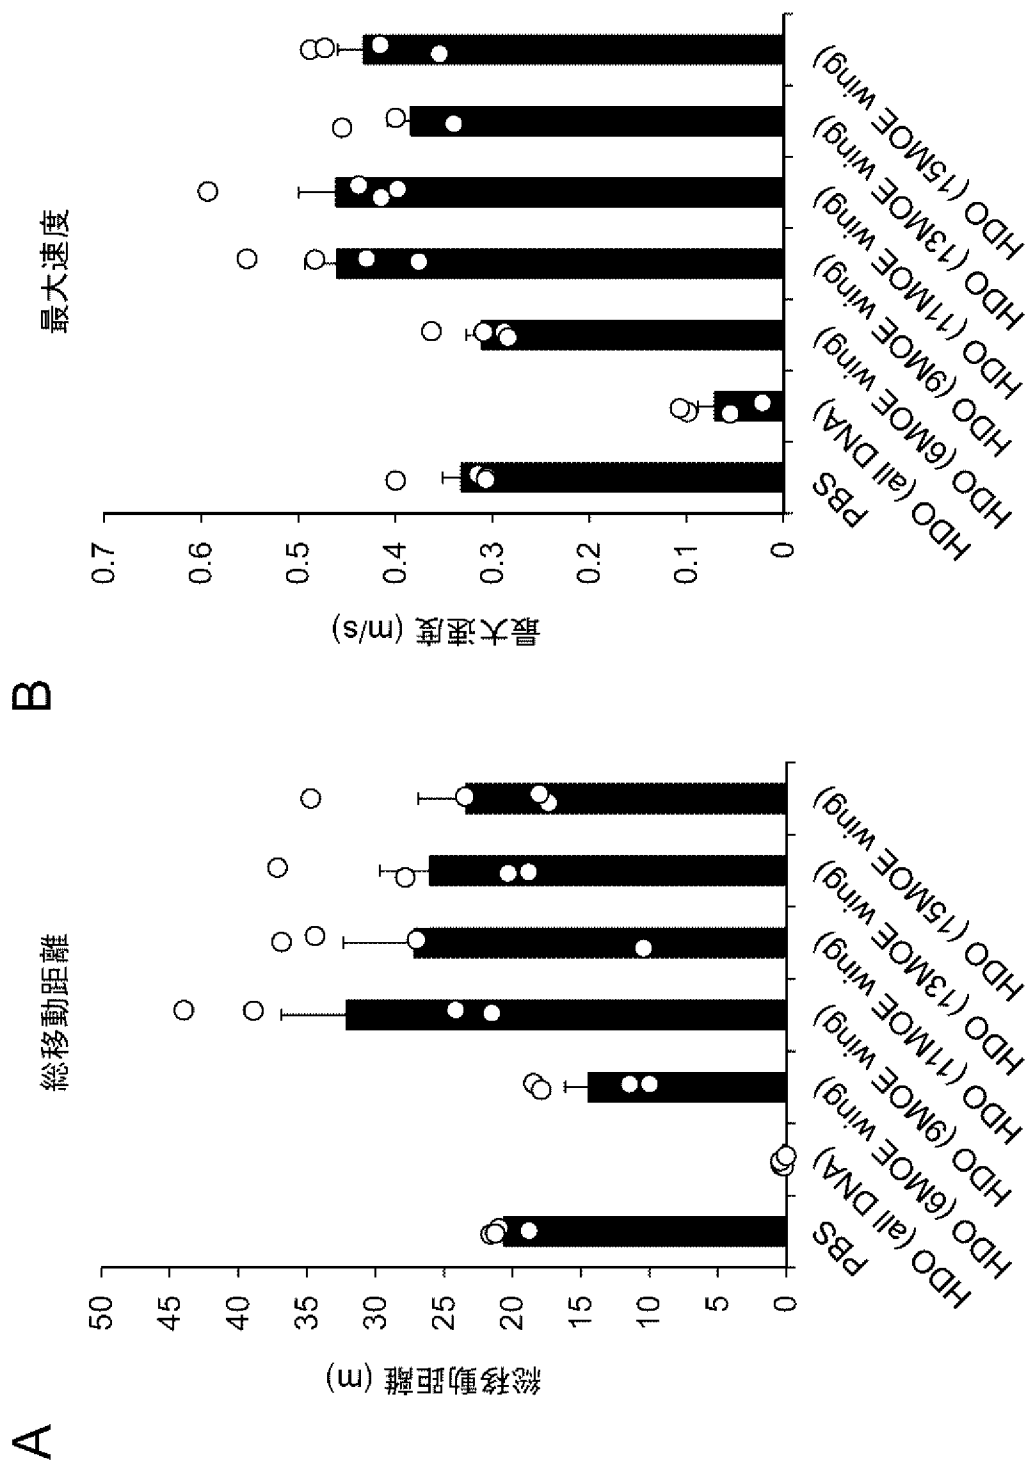 A
総移動距離
総移動距離 (m)
50
45
40
35
30
25
20
15
10
5
0
PBS
HDO (all DNA)
HDO (6MOE wing)
HDO (9MOE wing)
HDO (11MOE wing)
HDO (13MOE wing)
HDO (15MOE wing)
B
最大速度
最大速度 (m/s)
0.7
0.6
0.5
0.4
0.3
0.2
0.1
0
PBS
HDO (all DNA)
HDO (6MOE wing)
HDO (9MOE wing)
HDO (11MOE wing)
HDO (13MOE wing)
HDO (15MOE wing)